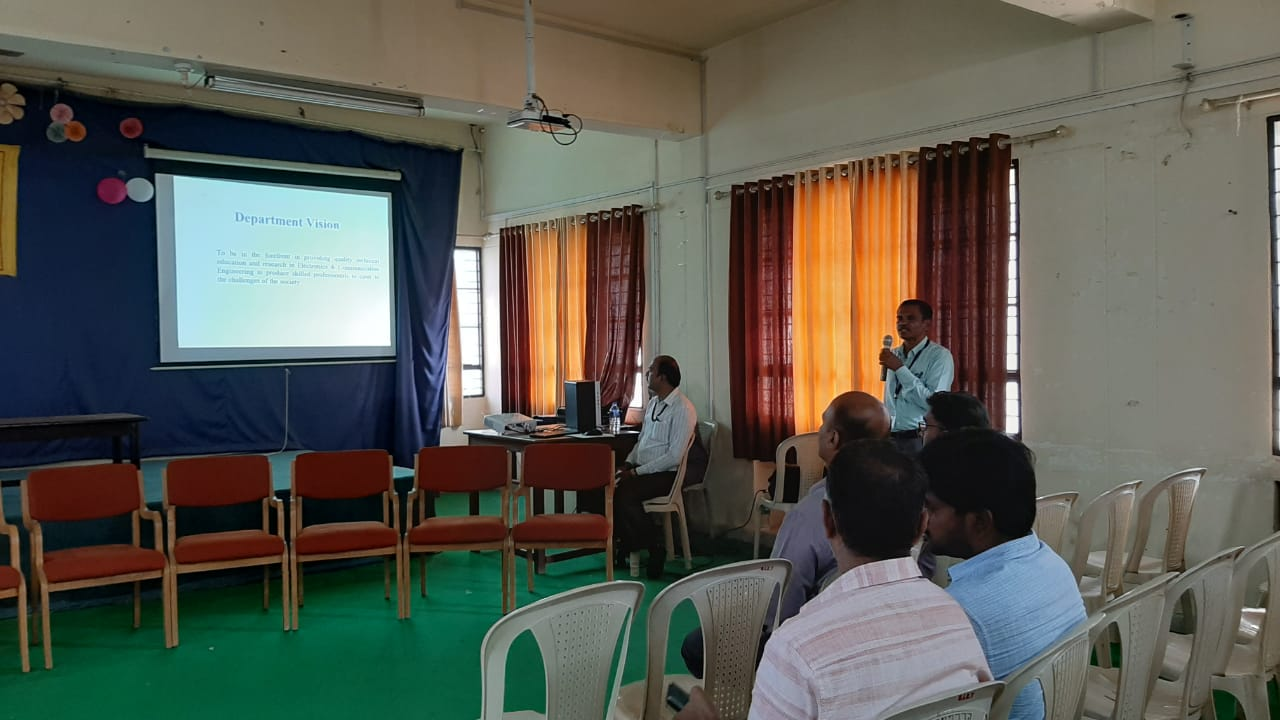 Department Vision
To be in the forefront in providing quality technical
education and research in Electronics & Communication
Engineering to produce skilled professionals to cater to
the challenges of the society